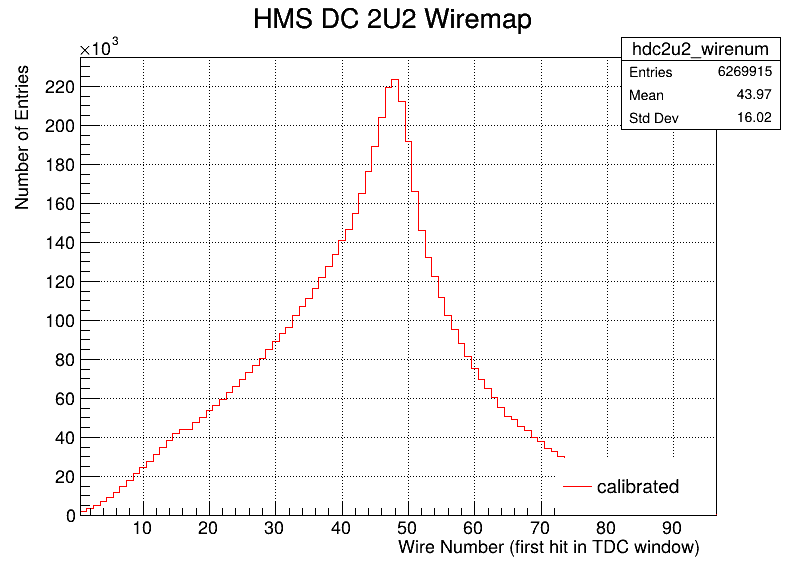 HMS DC 2U2 Wiremap
×10³
hdc2u2_wirenum
Entries 6269915
Mean 43.97
Std Dev 16.02
Number of Entries
220
200
180
160
140
120
100
80
60
40
20
0
calibrated
10 20 30 40 50 60 70 80 90
Wire Number (first hit in TDC window)